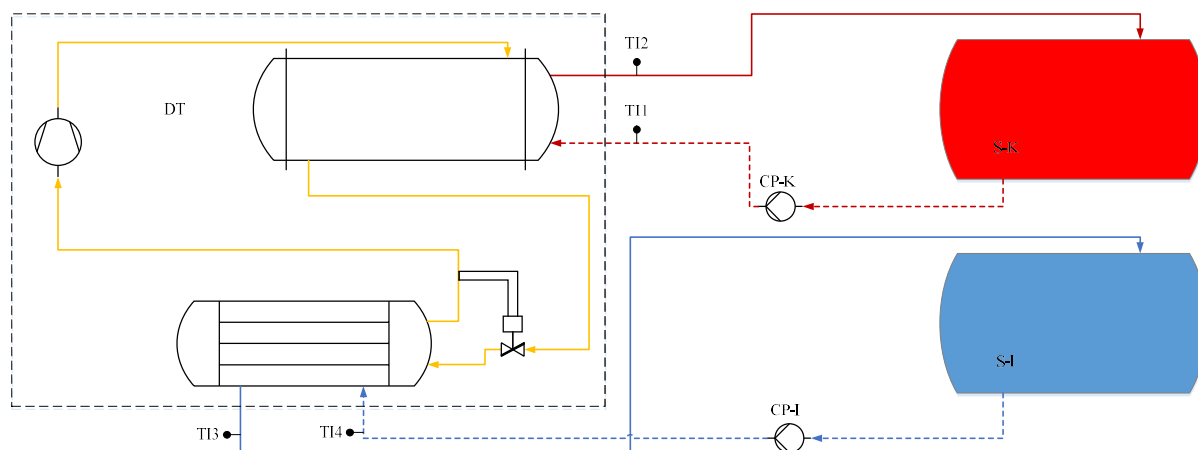 TI2
DT
TI1
S-K
CP-K
S-I
CP-I
TI3
TI4